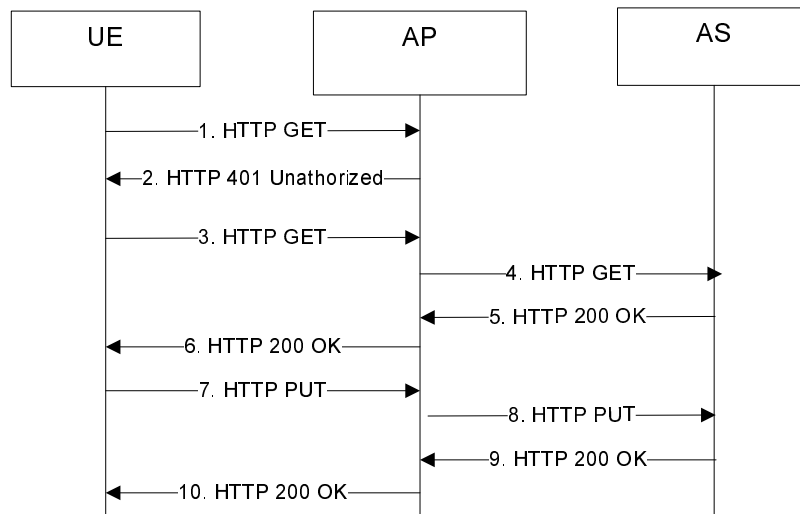 UE
AP
AS
1. HTTP GET
2. HTTP 401 Unathorized
3. HTTP GET
4. HTTP GET
5. HTTP 200 OK
6. HTTP 200 OK
7. HTTP PUT
8. HTTP PUT
9. HTTP 200 OK
10. HTTP 200 OK